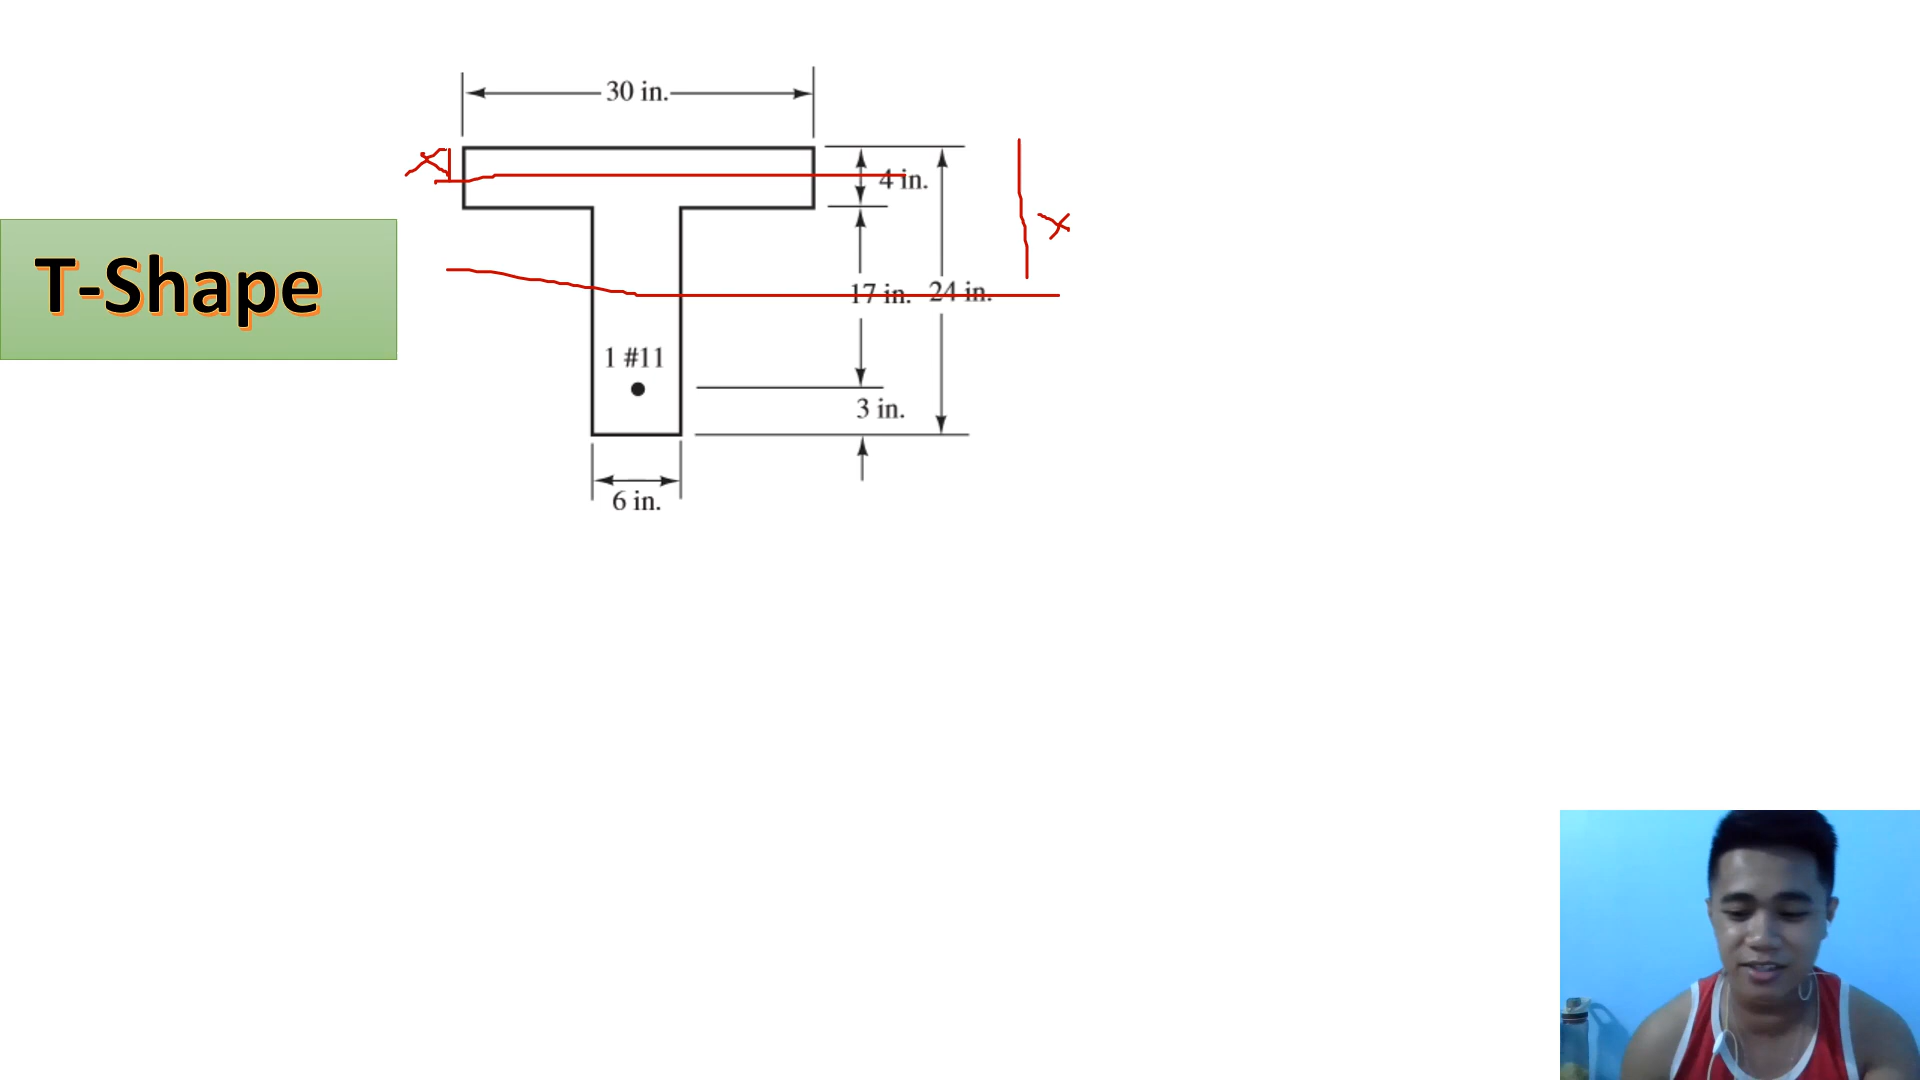 30 in.
x
4 in.
x
T-Shape
17 in. 24 in.
1 #11
3 in.
6 in.